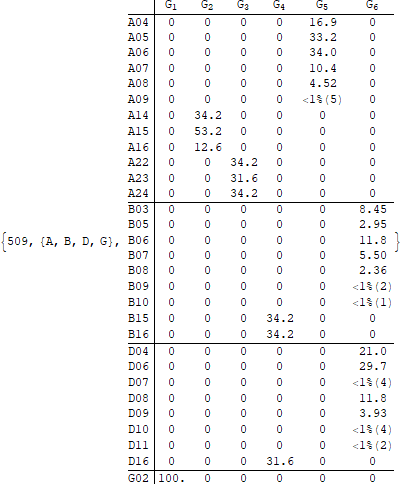 G1 G2 G3 G4 G5 G6
A04 0 0 0 0 16.9 0
A05 0 0 0 0 33.2 0
A06 0 0 0 0 34.0 0
A07 0 0 0 0 10.4 0
A08 0 0 0 0 4.52 0
A09 0 0 0 0 <1%(5) 0
A14 0 34.2 0 0 0 0
A15 0 53.2 0 0 0 0
A16 0 12.6 0 0 0 0
A22 0 0 34.2 0 0 0
A23 0 0 31.6 0 0 0
A24 0 0 34.2 0 0 0
B03 0 0 0 0 0 8.45
B05 0 0 0 0 0 2.95
{509, {A, B, D, G}, B06 0 0 0 0 0 11.8 }
B07 0 0 0 0 0 5.50
B08 0 0 0 0 0 2.36
B09 0 0 0 0 0 <1%(2)
B10 0 0 0 0 0 <1%(1)
B15 0 0 0 34.2 0 0
B16 0 0 0 34.2 0 0
D04 0 0 0 0 0 21.0
D06 0 0 0 0 0 29.7
D07 0 0 0 0 0 <1%(4)
D08 0 0 0 0 0 11.8
D09 0 0 0 0 0 3.93
D10 0 0 0 0 0 <1%(4)
D11 0 0 0 0 0 <1%(2)
D16 0 0 0 31.6 0 0
G02 100. 0 0 0 0 0